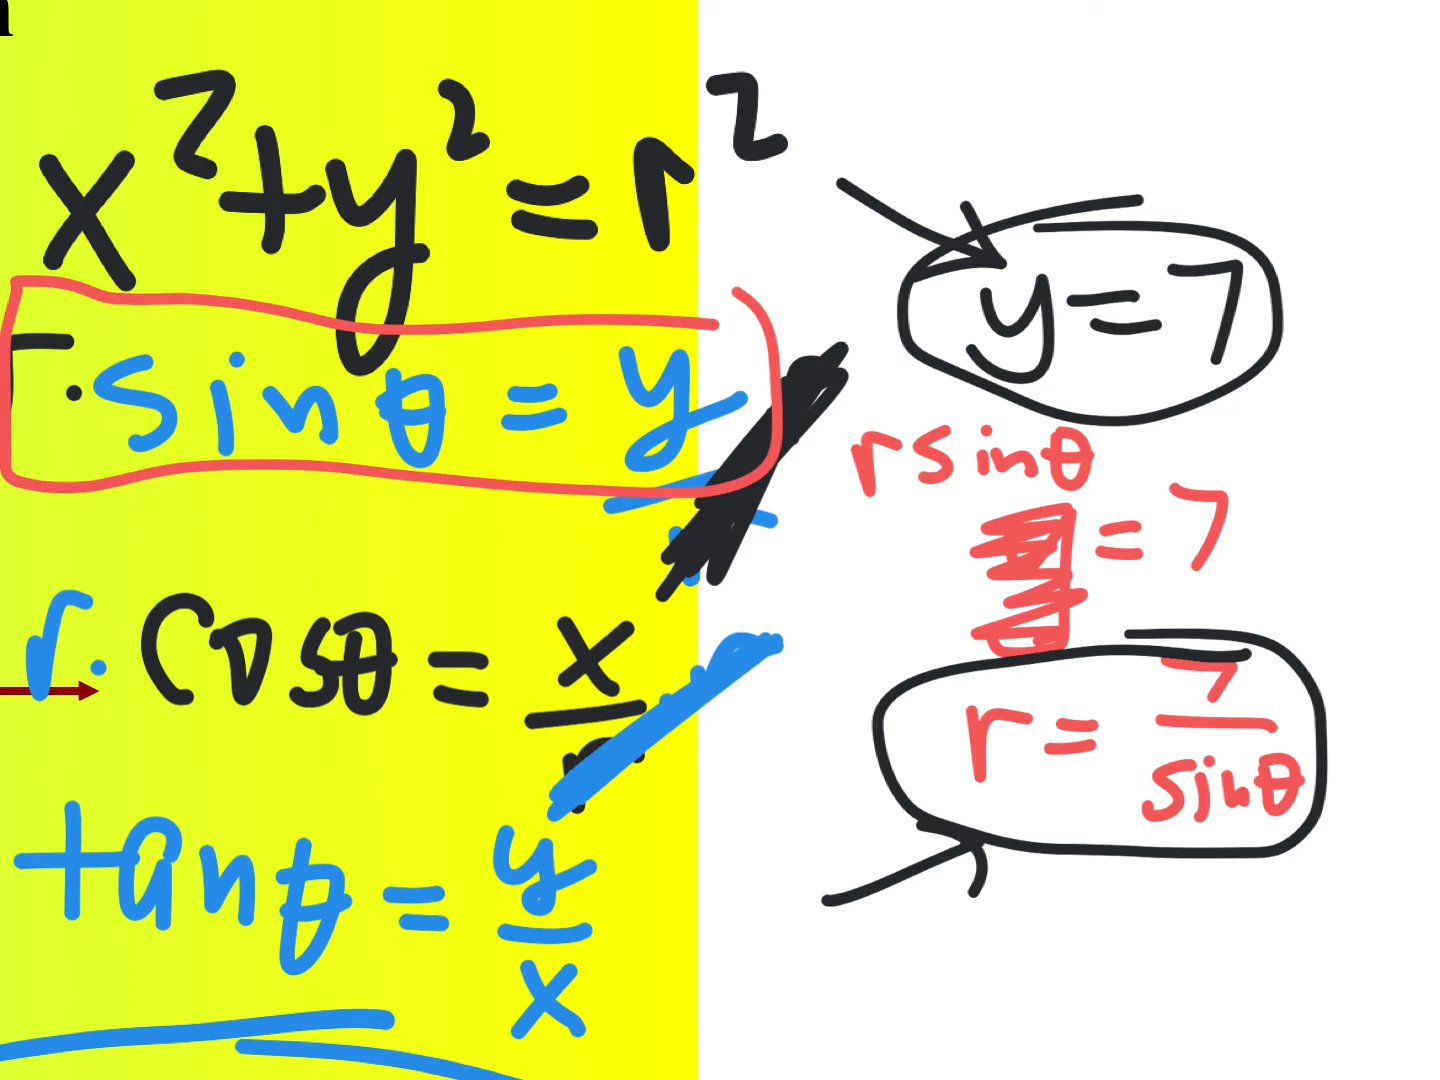 x²+y²=r²
r·sinθ = y
r·cosθ = x/r
tanθ = y/x
y=7
rsinθ
=7
r= 7/sinθ